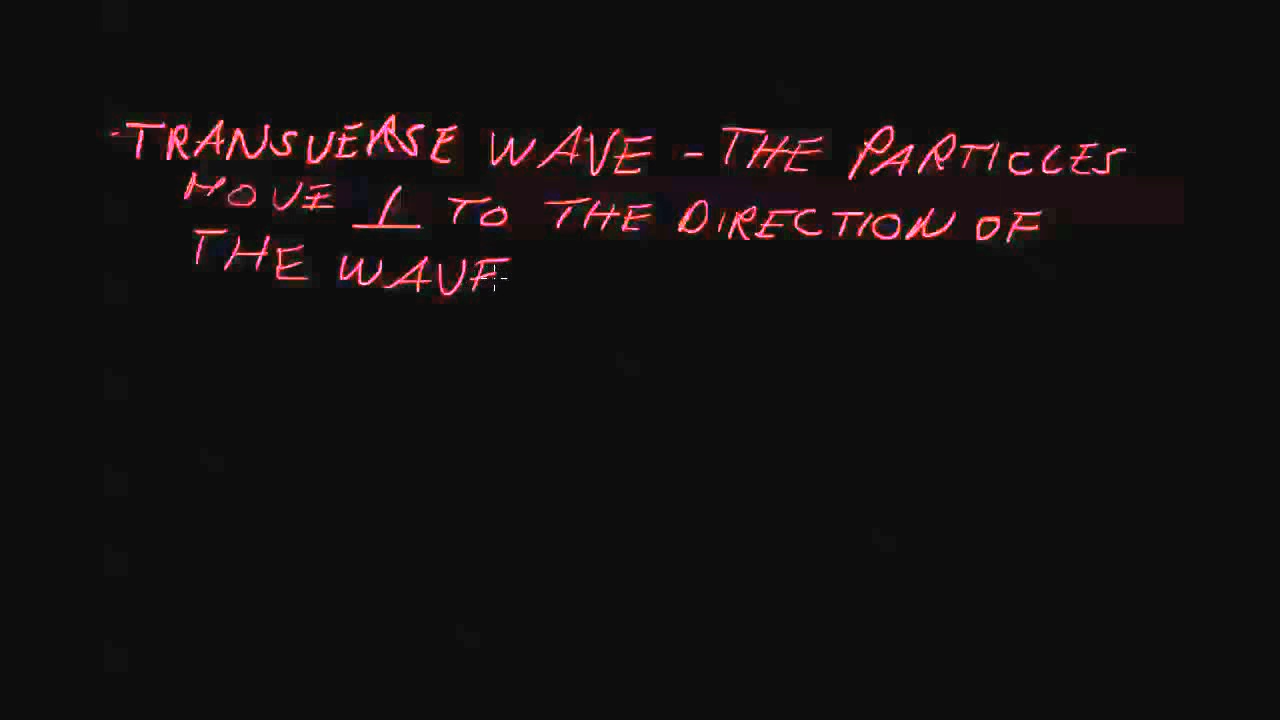 -TRANSVERSE WAVE - THE PARTICLES
MOVE ⊥ TO THE DIRECTION OF
THE WAVE